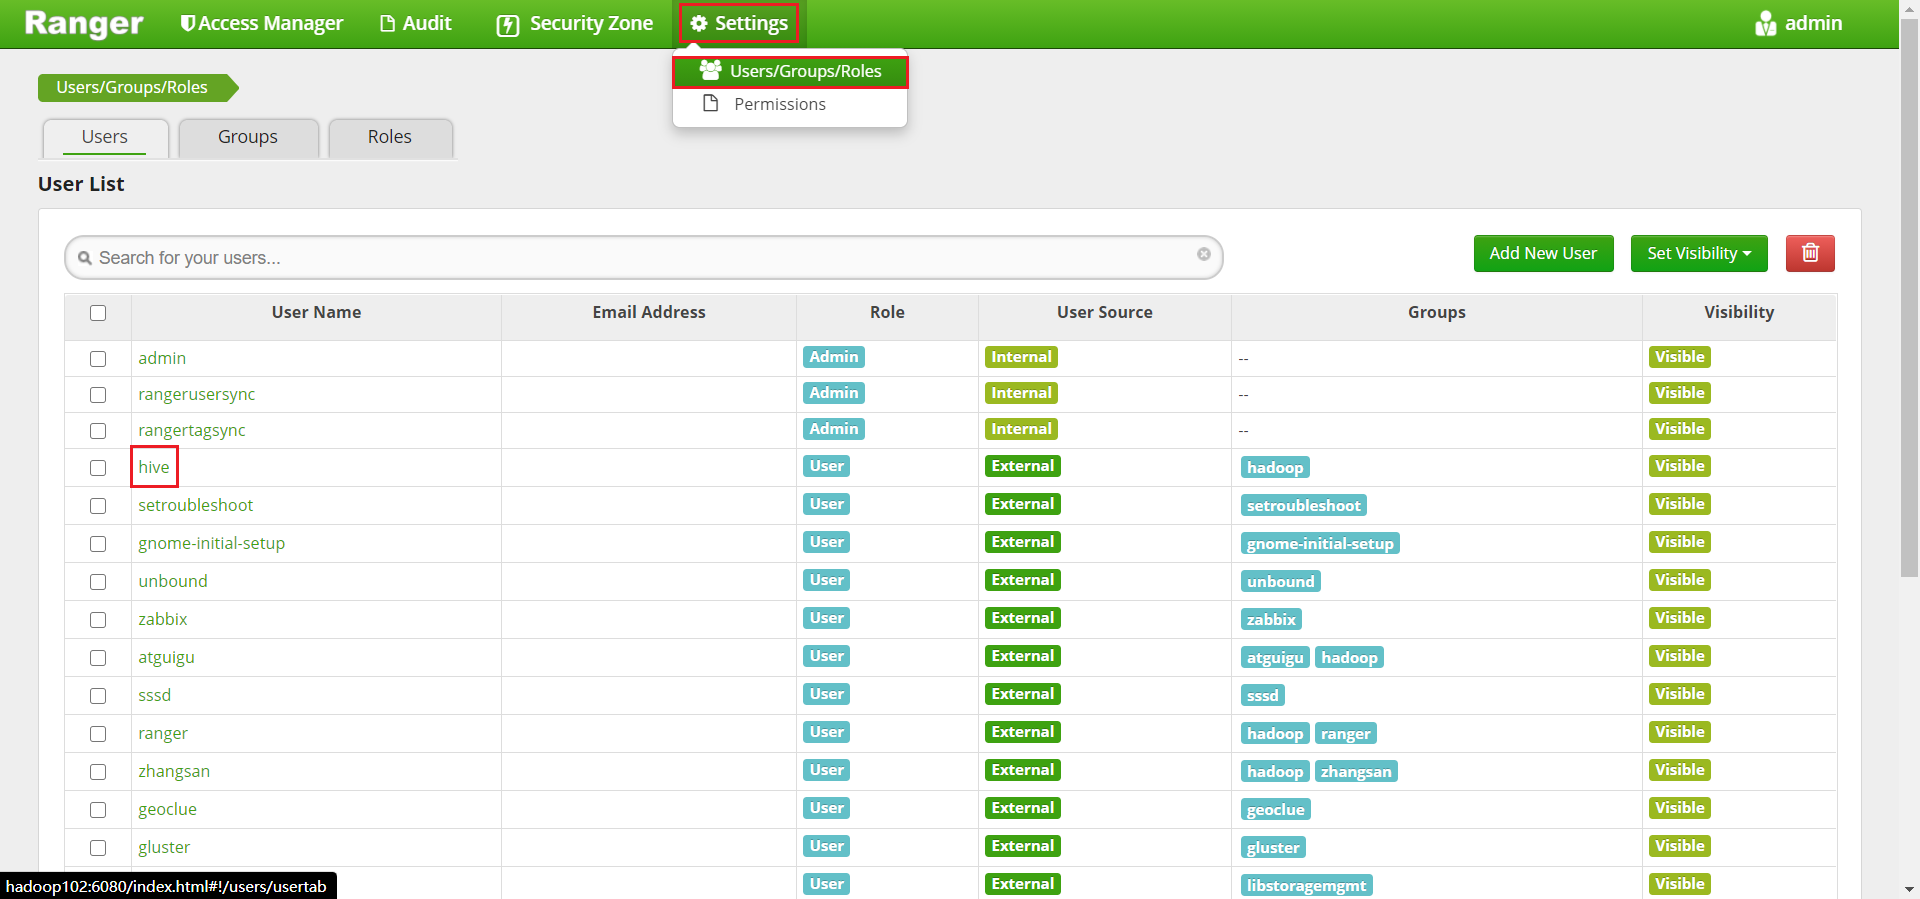 Ranger Access Manager Audit Security Zone Settings admin
Users/Groups/Roles
Permissions
Users/Groups/Roles
Users Groups Roles
User List
Search for your users... Add New User Set Visibility
User Name Email Address Role User Source Groups Visibility
admin Admin Internal -- Visible
rangerusersync Admin Internal -- Visible
rangertagsync Admin Internal -- Visible
hive User External hadoop Visible
setroubleshoot User External setroubleshoot Visible
gnome-initial-setup User External gnome-initial-setup Visible
unbound User External unbound Visible
zabbix User External zabbix Visible
atguigu User External atguigu hadoop Visible
sssd User External sssd Visible
ranger User External hadoop ranger Visible
zhangsan User External hadoop zhangsan Visible
geoclue User External geoclue Visible
gluster User External gluster Visible
User External libstoragemgmt Visible
hadoop102:6080/index.html#!/users/usertab